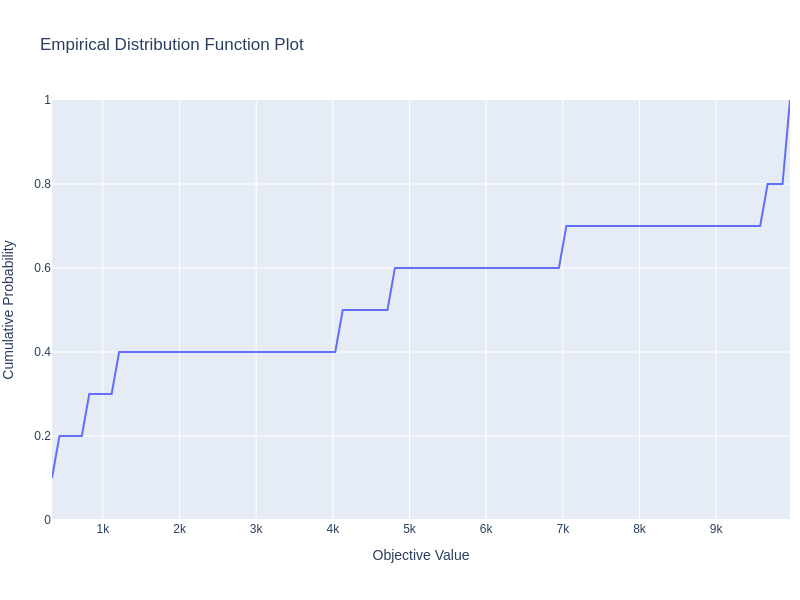 Empirical Distribution Function Plot
1
0.8
0.6
0.4
0.2
0
Cumulative Probability
1k
2k
3k
4k
5k
6k
7k
8k
9k
Objective Value